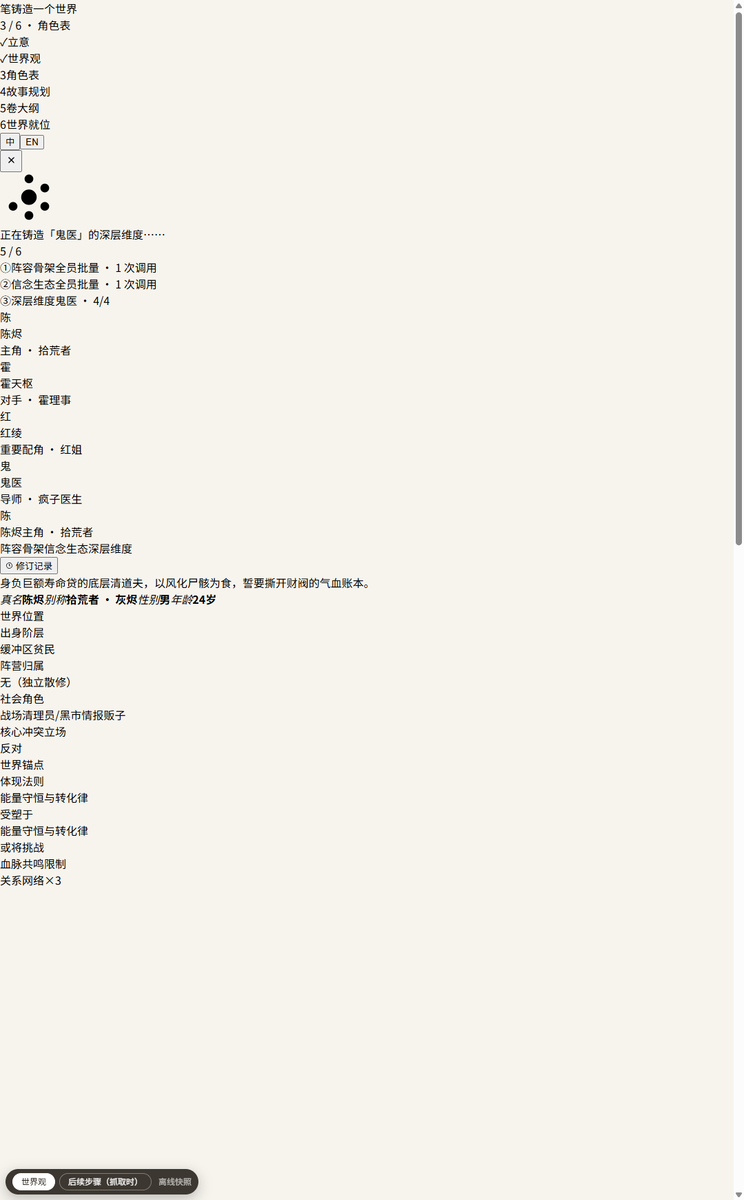 笔铸造一个世界
3 / 6 · 角色表
✓立意
✓世界观
3角色表
4故事规划
5卷大纲
6世界就位
中 EN
×
正在铸造「鬼医」的深层维度……
5 / 6
①阵容骨架全员批量 · 1 次调用
②信念生态全员批量 · 1 次调用
③深层维度鬼医 · 4/4
陈
陈烬
主角 · 拾荒者
霍
霍天枢
对手 · 霍理事
红
红绫
重要配角 · 红姐
鬼
鬼医
导师 · 疯子医生
陈
陈烬主角 · 拾荒者
阵容骨架信念生态深层维度
修订记录
身负巨额寿命贷的底层清道夫，以风化尸骸为食，誓要撕开财阀的气血账本。
真名陈烬别称拾荒者 · 灰烬性别男年龄24岁
世界位置
出身阶层
缓冲区贫民
阵营归属
无（独立散修）
社会角色
战场清理员/黑市情报贩子
核心冲突立场
反对
世界锚点
体现法则
能量守恒与转化律
受塑于
能量守恒与转化律
或将挑战
血脉共鸣限制
关系网络×3
世界观 后续步骤（抓取时） 离线快照